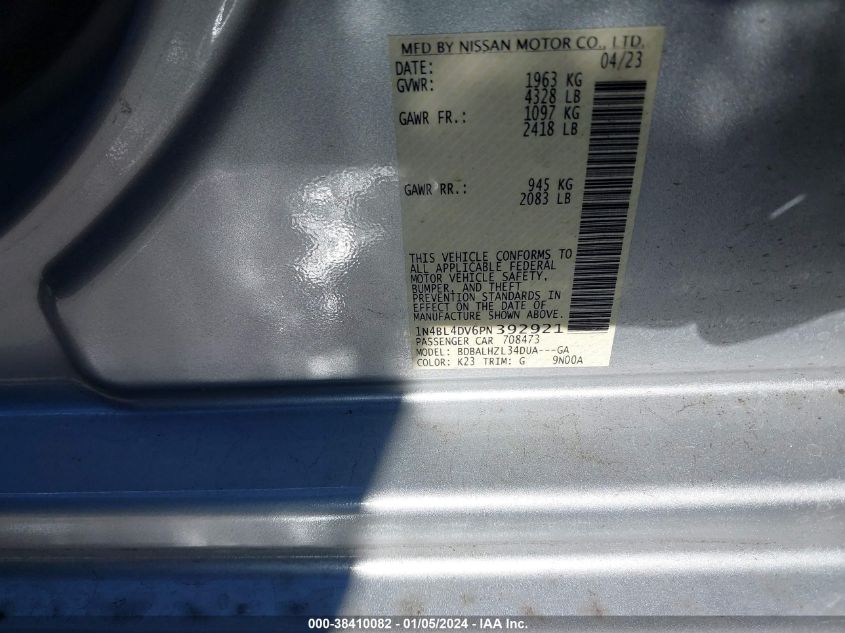 MFD BY NISSAN MOTOR CO., LTD.
DATE: 04/23
GVWR: 1963 KG
4328 LB
GAWR FR.: 1097 KG
2418 LB
GAWR RR.: 945 KG
2083 LB
THIS VEHICLE CONFORMS TO
ALL APPLICABLE FEDERAL
MOTOR VEHICLE SAFETY,
BUMPER, AND THEFT
PREVENTION STANDARDS IN
EFFECT ON THE DATE OF
MANUFACTURE SHOWN ABOVE.
1N4BL4DV6PN392921
PASSENGER CAR 708473
MODEL: BDBALHZL34DUA---GA
COLOR: K23 TRIM: G 9N00A
000-38410082 - 01/05/2024 - IAA Inc.